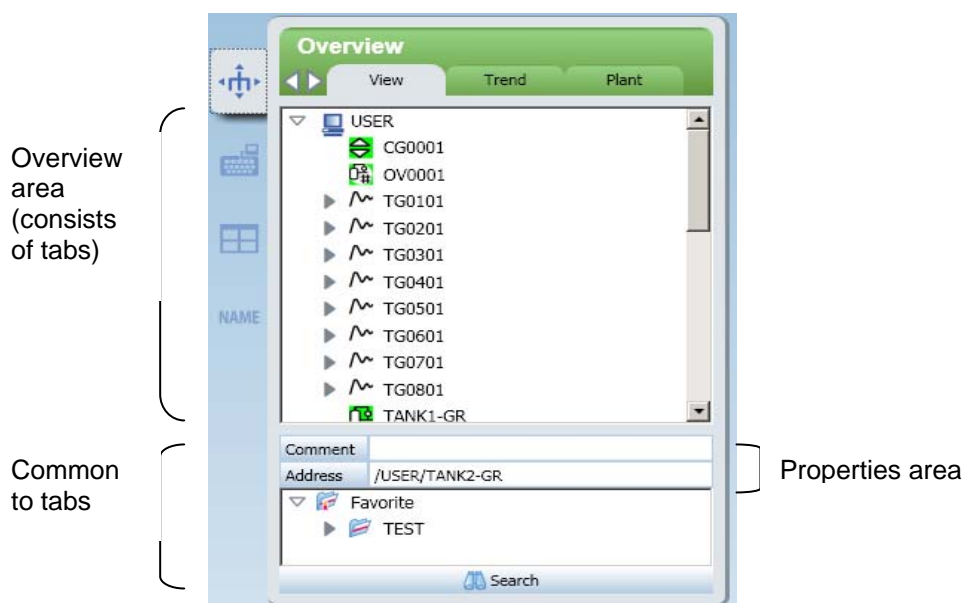 Overview
View Trend Plant
USER
CG0001
OV0001
TG0101
TG0201
TG0301
TG0401
TG0501
TG0601
TG0701
TG0801
TANK1-GR
NAME
Overview
area
(consists
of tabs)
Comment
Address /USER/TANK2-GR
Favorite
TEST
Search
Common
to tabs
Properties area